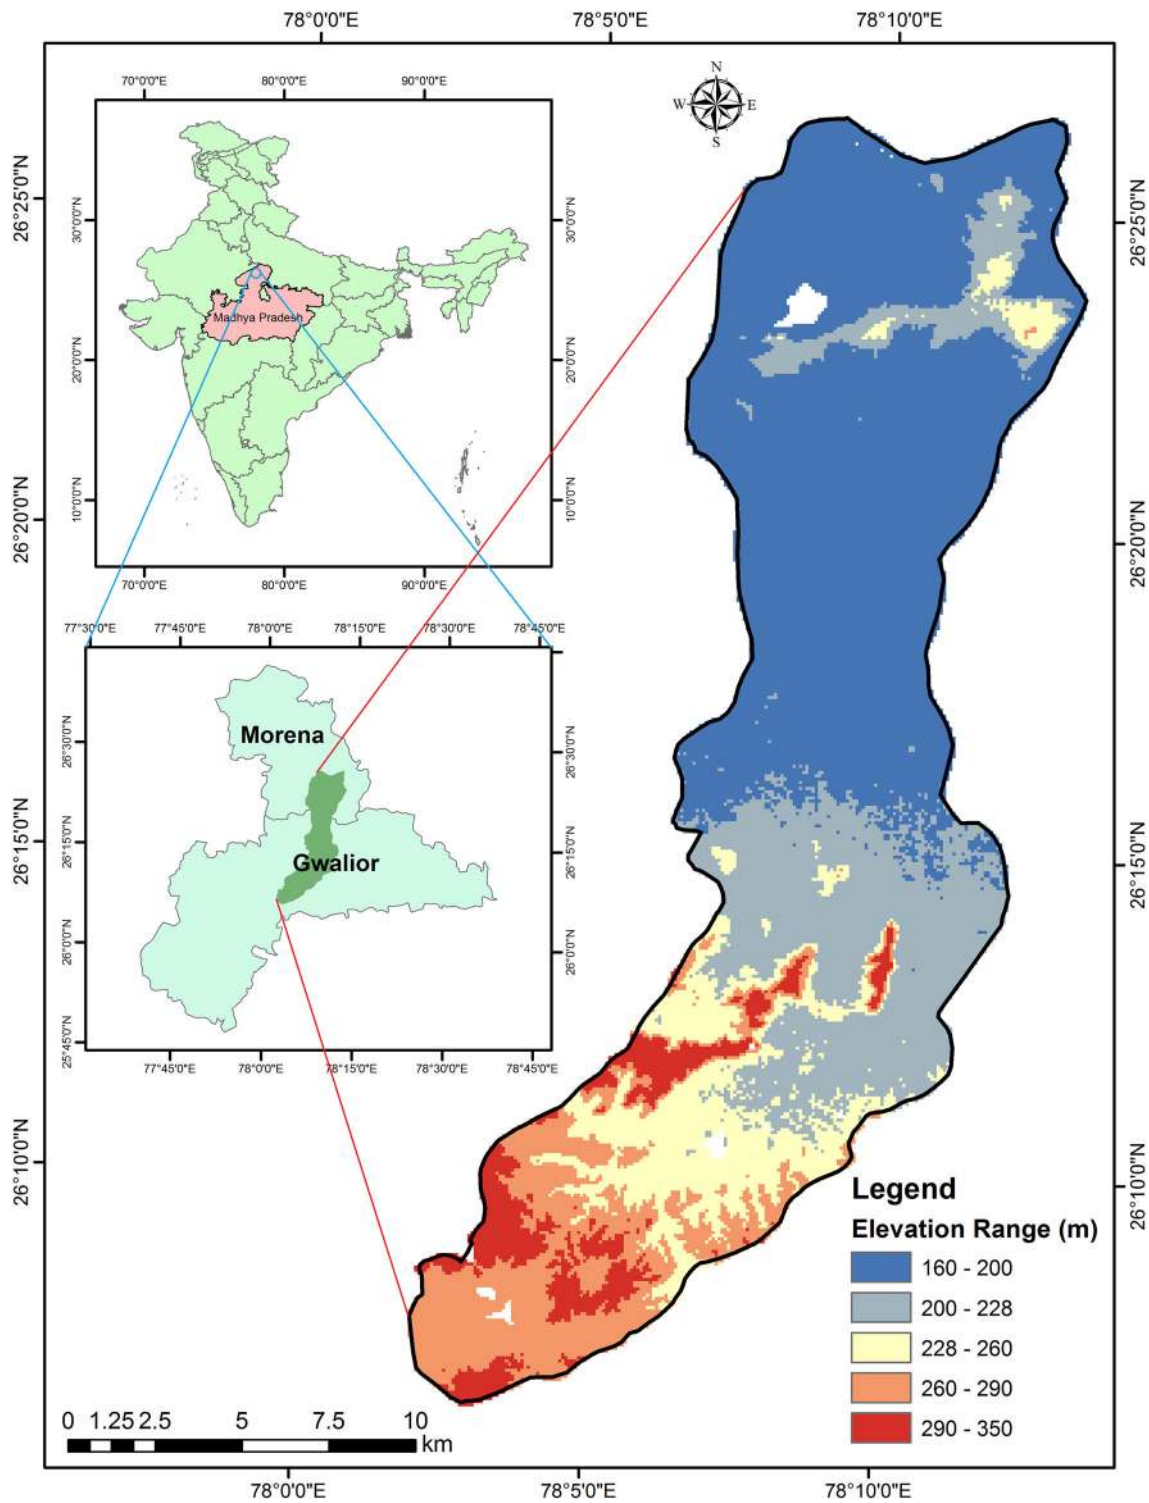 78°0'0"E 78°5'0"E 78°10'0"E
70°0'0"E 80°0'0"E 90°0'0"E
N
W E
S
26°25'0"N
26°25'0"N
30°0'0"N
30°0'0"N
Madhya Pradesh
20°0'0"N
20°0'0"N
10°0'0"N
10°0'0"N
26°20'0"N
26°20'0"N
70°0'0"E 80°0'0"E 90°0'0"E
77°30'0"E 77°45'0"E 78°0'0"E 78°15'0"E 78°30'0"E 78°45'0"E
Morena
26°30'0"N
26°30'0"N
26°15'0"N
26°15'0"N
26°15'0"N
26°15'0"N
Gwalior
26°0'0"N
26°0'0"N
25°45'0"N
77°45'0"E 78°0'0"E 78°15'0"E 78°30'0"E 78°45'0"E
26°10'0"N
26°10'0"N
Legend
Elevation Range (m)
160 - 200
200 - 228
228 - 260
260 - 290
290 - 350
0 1.25 2.5 5 7.5 10
km
78°0'0"E 78°5'0"E 78°10'0"E